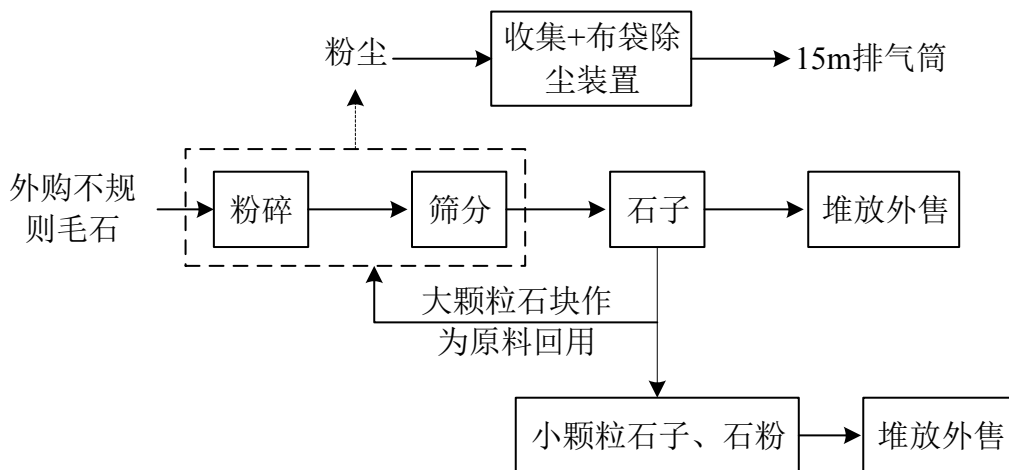 粉尘
收集+布袋除
尘装置
15m排气筒
外购不规
则毛石
粉碎
筛分
石子
堆放外售
大颗粒石块作
为原料回用
小颗粒石子、石粉
堆放外售